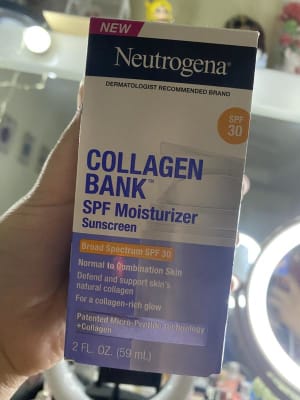 NEW
Neutrogena®
DERMATOLOGIST RECOMMENDED BRAND
SPF
30
COLLAGEN
BANK™
SPF Moisturizer
Sunscreen
Broad Spectrum SPF 30
Normal to Combination Skin
Defend and support skin's
natural collagen
For a collagen-rich glow
Patented Micro-Peptide Technology
+Collagen
2 FL. OZ. (59 mL)